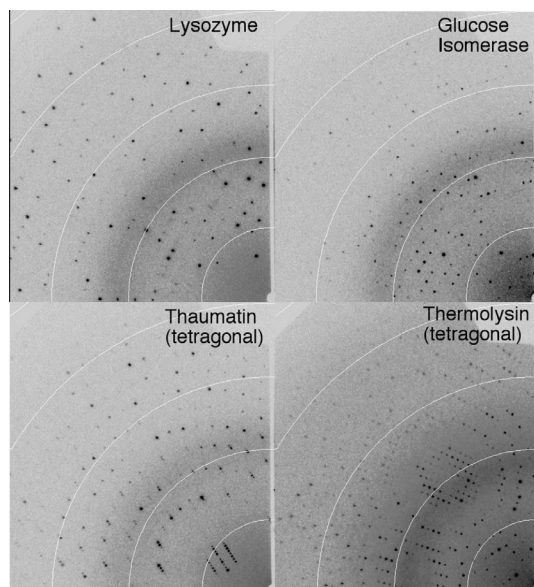 Lysozyme
Glucose
Isomerase
Thaumatin
(tetragonal)
Thermolysin
(tetragonal)